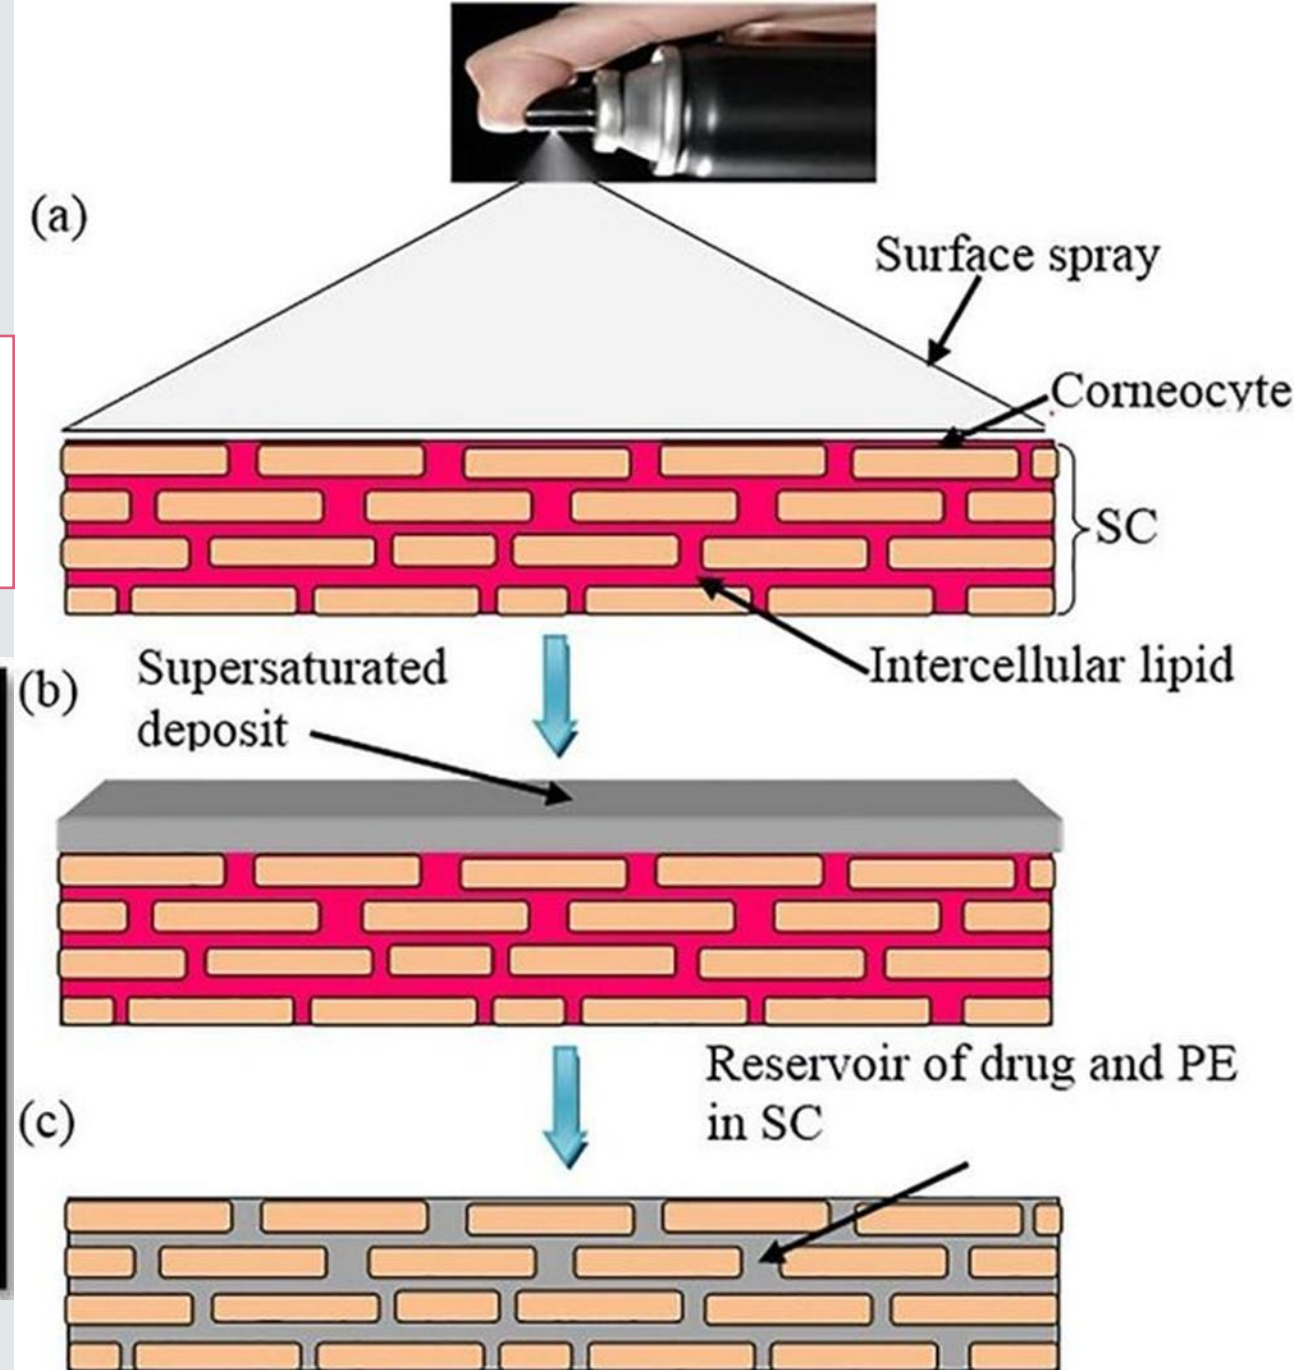 (a)
Surface spray
Corneocyte
SC
Intercellular lipid
(b)
Supersaturated
deposit
Reservoir of drug and PE
in SC
(c)